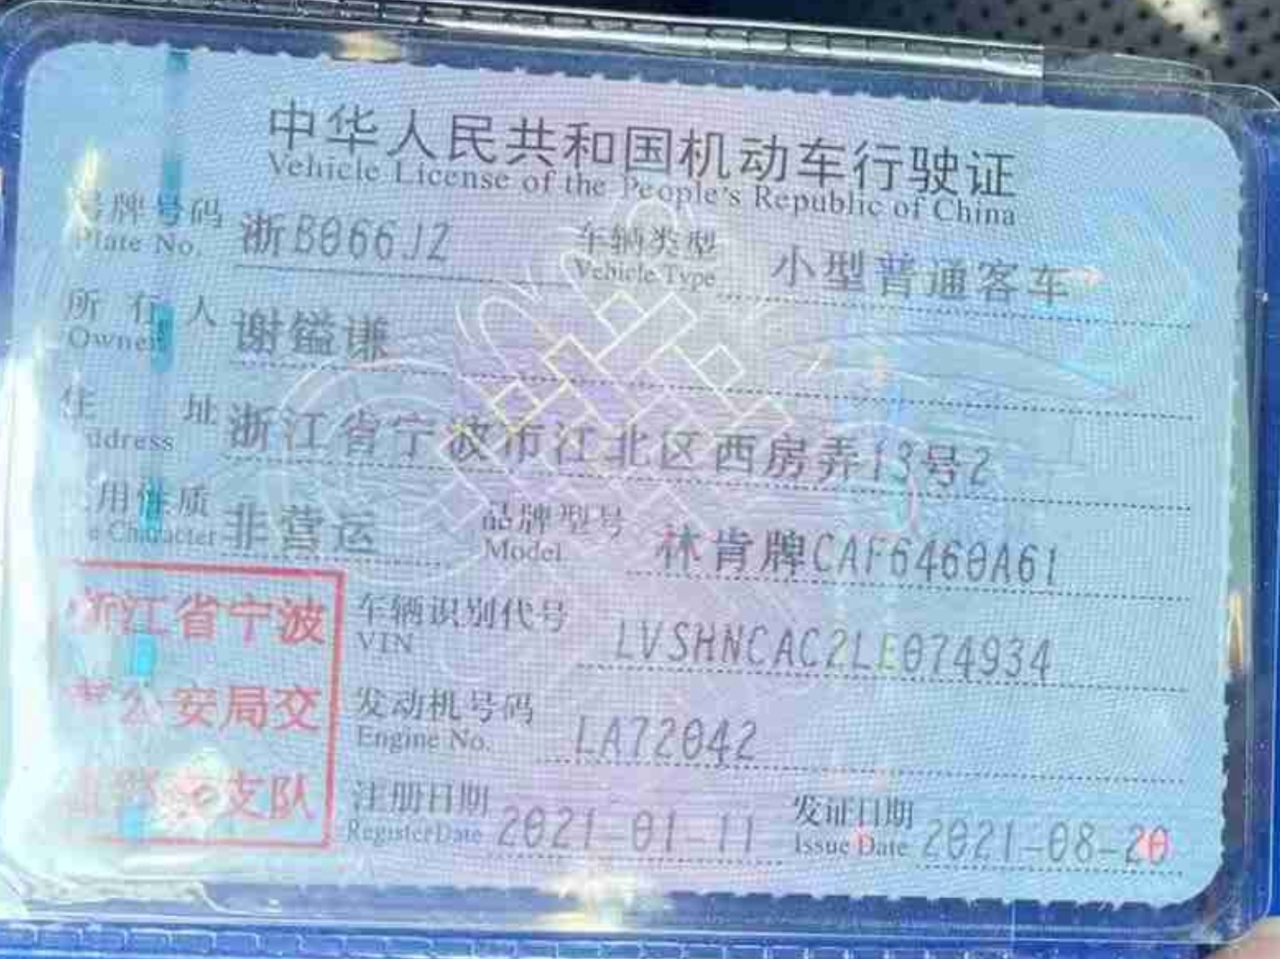 中华人民共和国机动车行驶证
Vehicle License of the People's Republic of China
号牌号码 浙B066JZ 车辆类型 小型普通客车
Plate No. Vehicle Type
所有人 谢镒谦
Owner
住址 浙江省宁波市江北区西房弄13号2
ddress
用性质 非营运 品牌型号 林肯牌CAF6460A61
e Character Model
浙江省宁波
公安局交
支队
车辆识别代号 LVSHNCAC2LE074934
VIN
发动机号码 LA72042
Engine No.
注册日期 2021-01-11 发证日期 2021-08-20
Register Date Issue Date